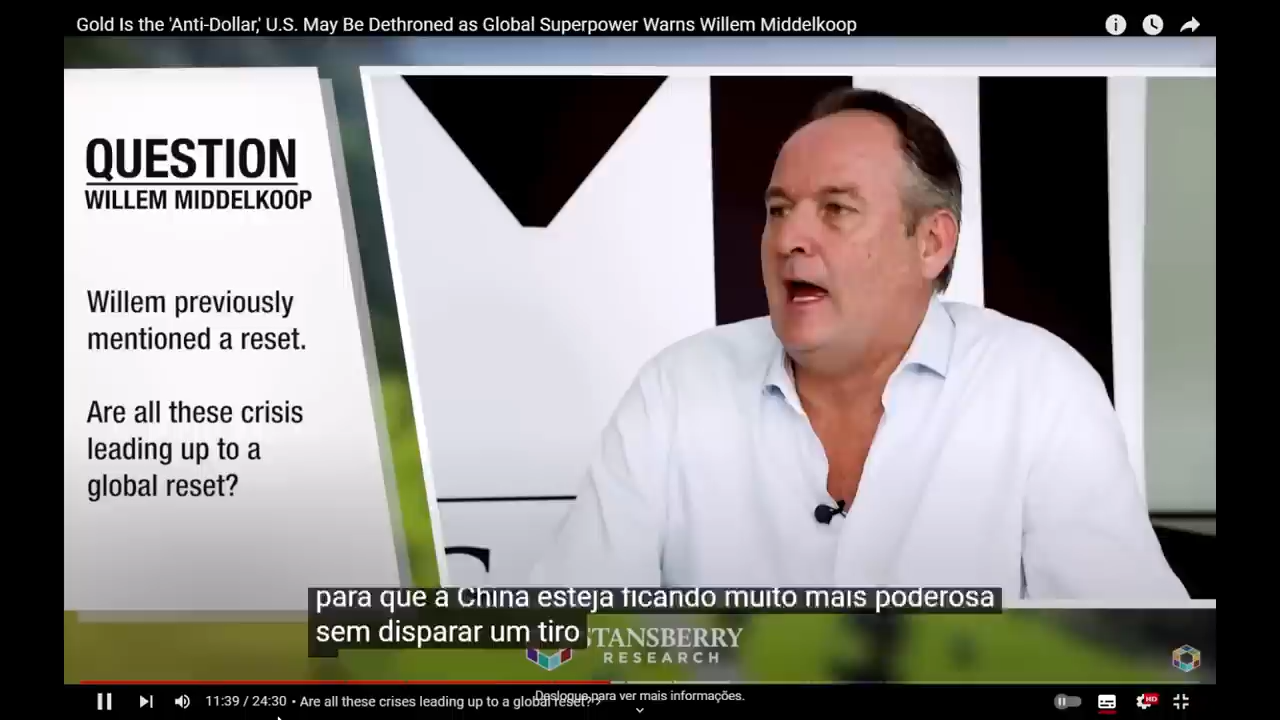 Gold Is the 'Anti-Dollar,' U.S. May Be Dethroned as Global Superpower Warns Willem Middelkoop
QUESTION
WILLEM MIDDELKOOP
Willem previously
mentioned a reset.
Are all these crisis
leading up to a
global reset?
para que a China esteja ficando muito mais poderosa
sem disparar um tiro
STANSBERRY
RESEARCH
11:39 / 24:30 • Are all these crises leading up to a global reset?
Deslogue para ver mais informações.
HD